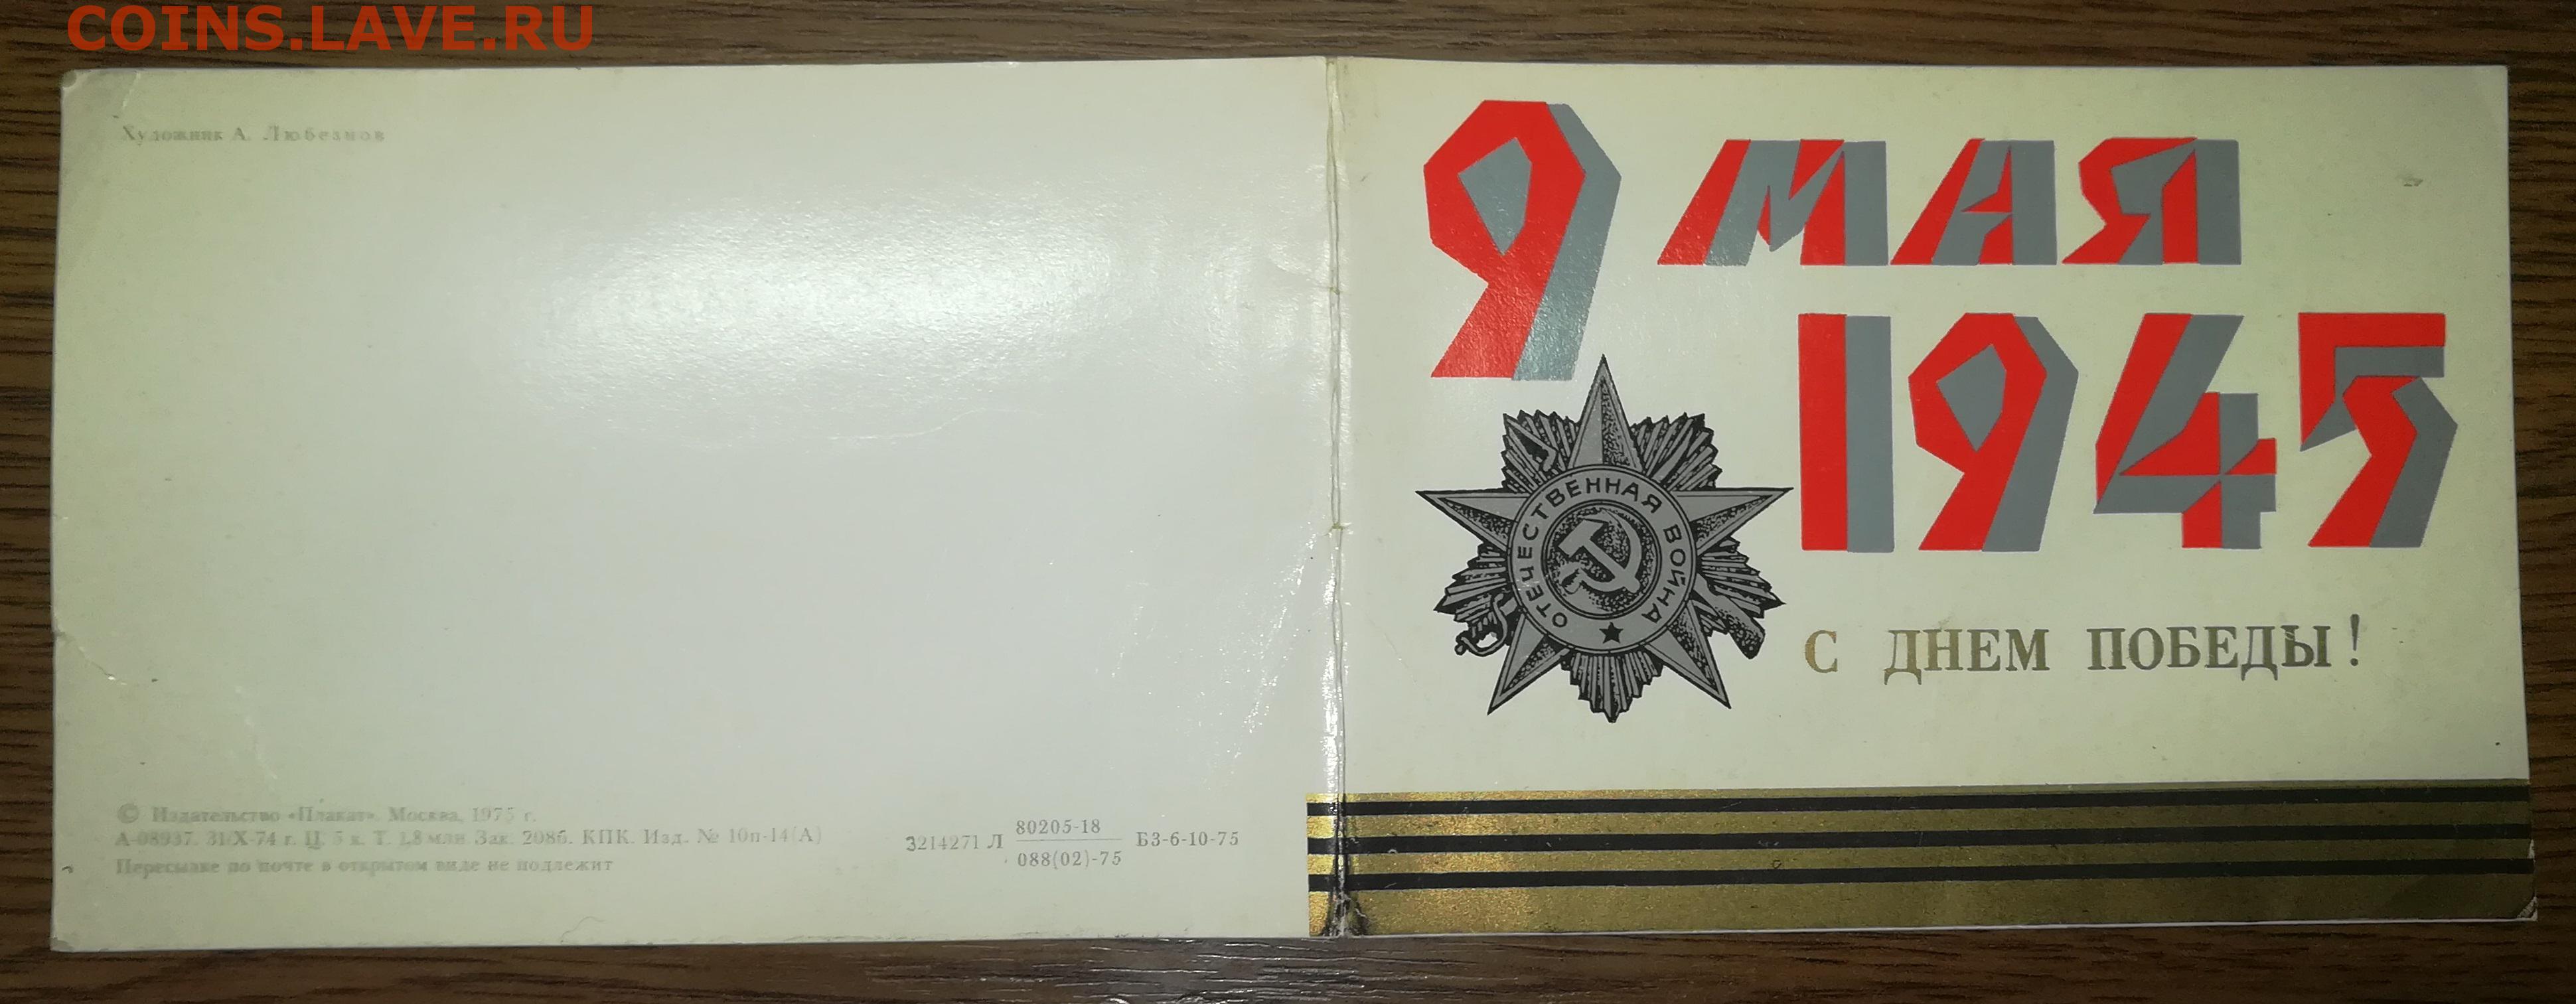 COINS.LAVE.RU
Художник А. Любезнов
© Издательство «Плакат». Москва, 1975 г.
А-08937. 31/X-74 г. Ц. 5 к. Т. 1,8 млн Зак. 2086. КПК. Изд. № 10п-14(А)
Пересылке по почте в открытом виде не подлежит
3214271 Л 80205-18 БЗ-6-10-75
088(02)-75
9 МАЯ
1945
ОТЕЧЕСТВЕННАЯ ВОЙНА
С ДНЕМ ПОБЕДЫ!